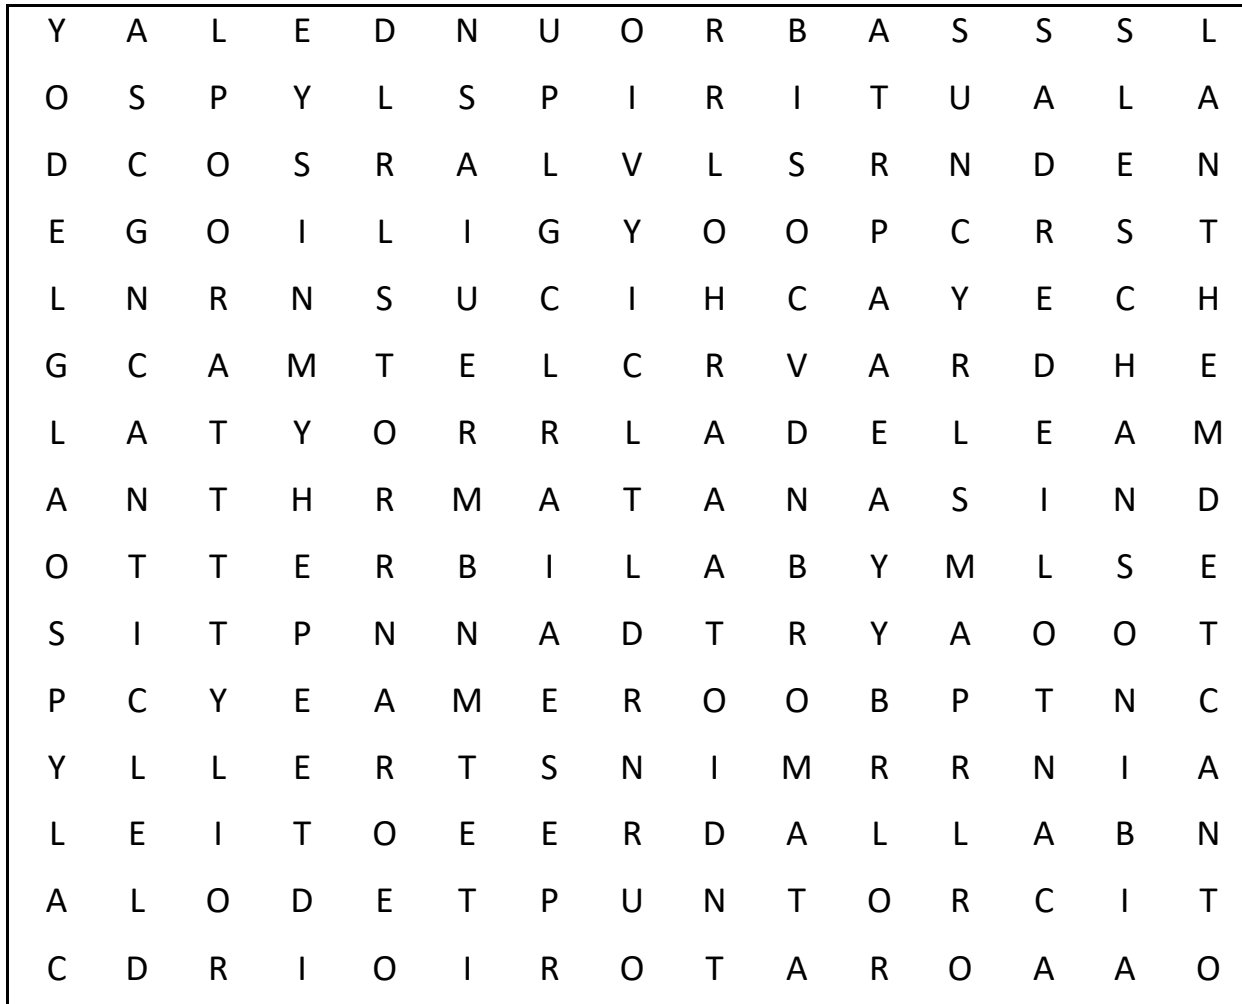 Y A L E D N U O R B A S S S L
O S P Y L S P I R I T U A L A
D C O S R A L V L S R N D E N
E G O I L I G Y O O P C R S T
L N R N S U C I H C A Y E C H
G C A M T E L C R V A R D H E
L A T Y O R R L A D E L E A M
A N T H R M A T A N A S I N D
O T T E R B I L A B Y M L S E
S I T P N N A D T R Y A O O T
P C Y E A M E R O O B P T N C
Y L L E R T S N I M R R N I A
L E I T O E E R D A L L A B N
A L O D E T P U N T O R C I T
C D R I O I R O T A R O A A O